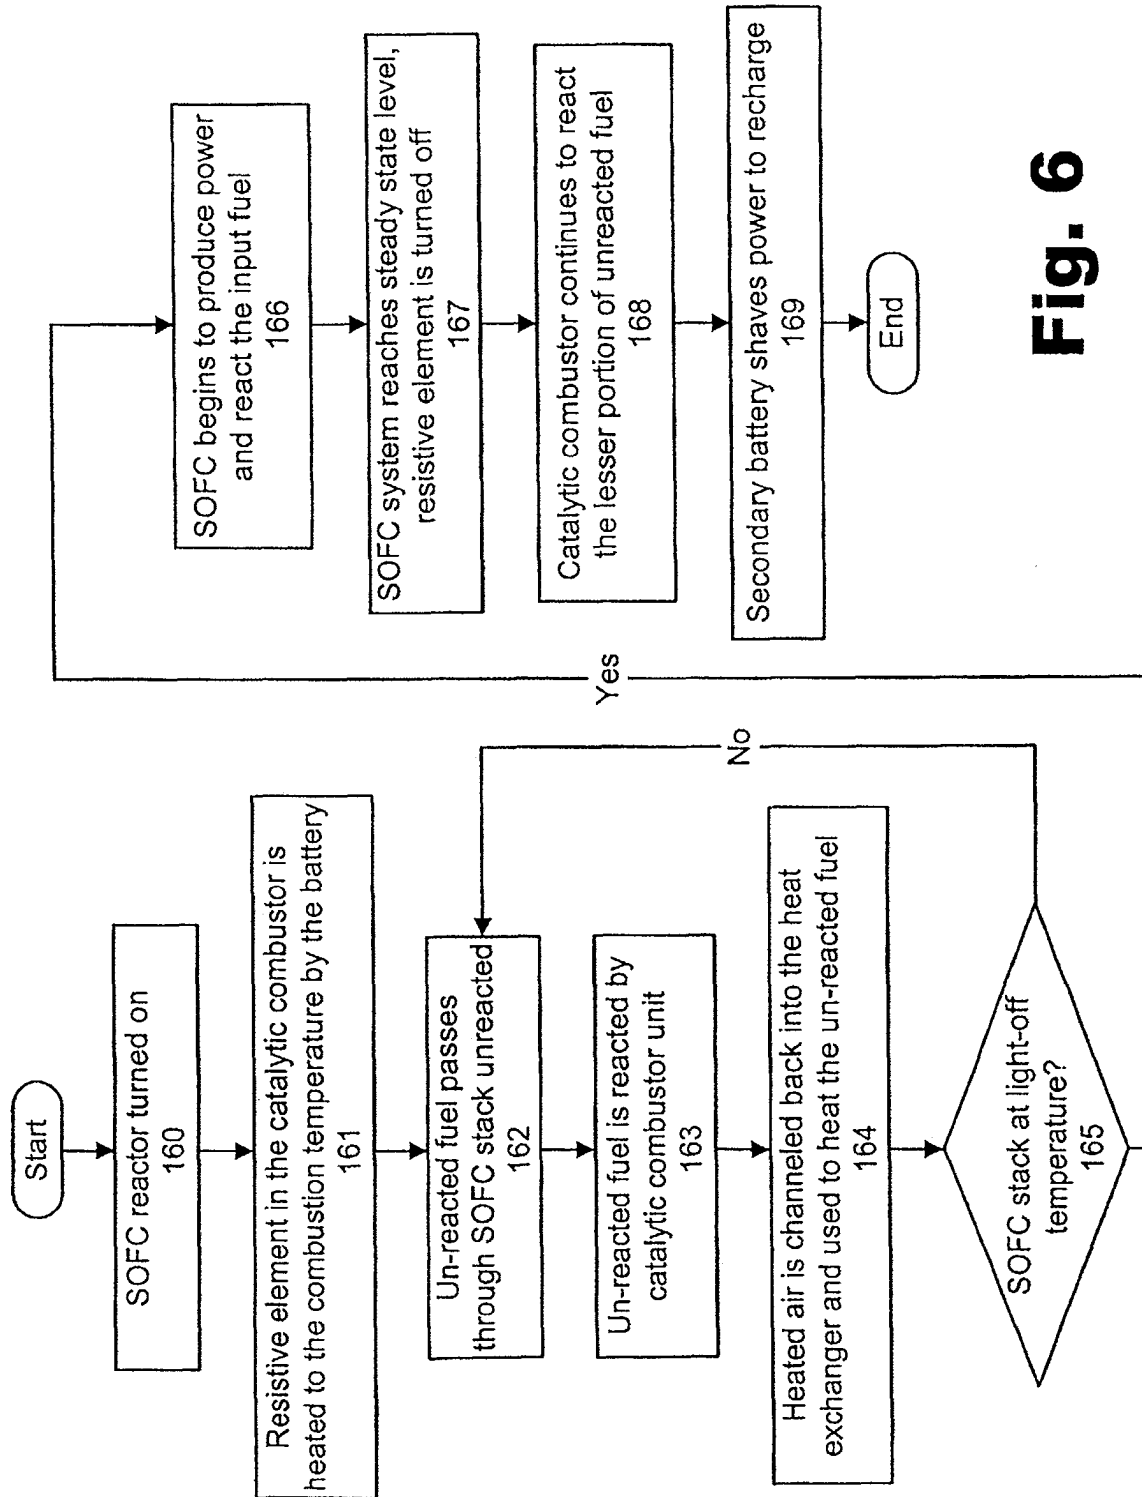 Start
SOFC reactor turned on
160
Resistive element in the catalytic combustor is
heated to the combustion temperature by the battery
161
Un-reacted fuel passes
through SOFC stack unreacted
162
Un-reacted fuel is reacted by
catalytic combustor unit
163
Heated air is channeled back into the heat
exchanger and used to heat the un-reacted fuel
164
SOFC stack at light-off
temperature?
165
No
Yes
SOFC begins to produce power
and react the input fuel
166
SOFC system reaches steady state level,
resistive element is turned off
167
Catalytic combustor continues to react
the lesser portion of unreacted fuel
168
Secondary battery shaves power to recharge
169
End
Fig. 6